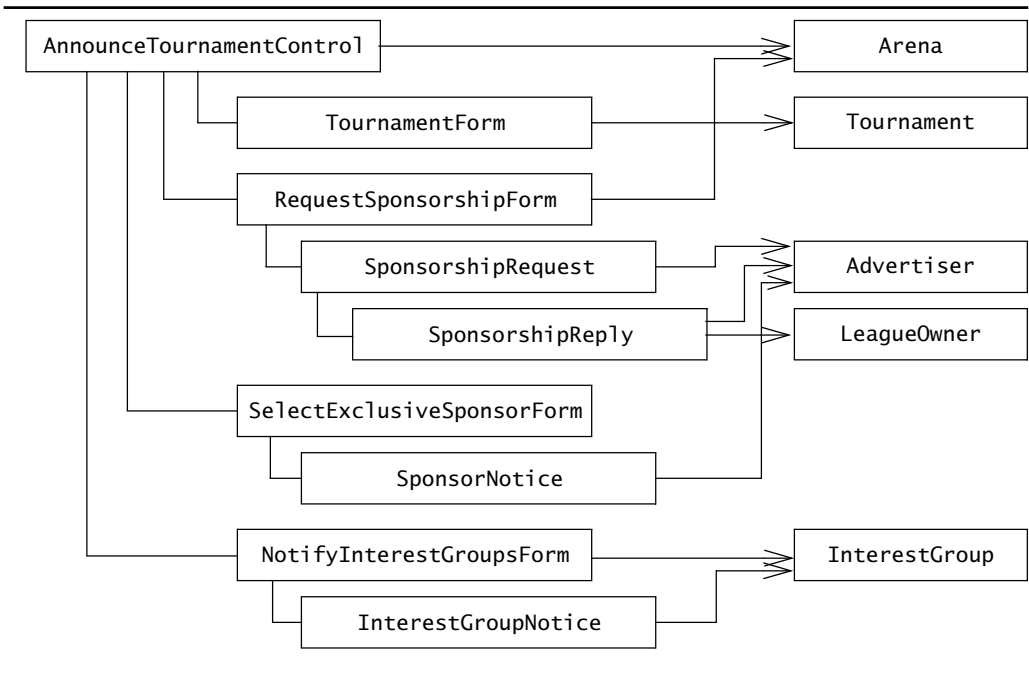 AnnounceTournamentControl
Arena
TournamentForm
Tournament
RequestSponsorshipForm
SponsorshipRequest
Advertiser
SponsorshipReply
LeagueOwner
SelectExclusiveSponsorForm
SponsorNotice
NotifyInterestGroupsForm
InterestGroup
InterestGroupNotice